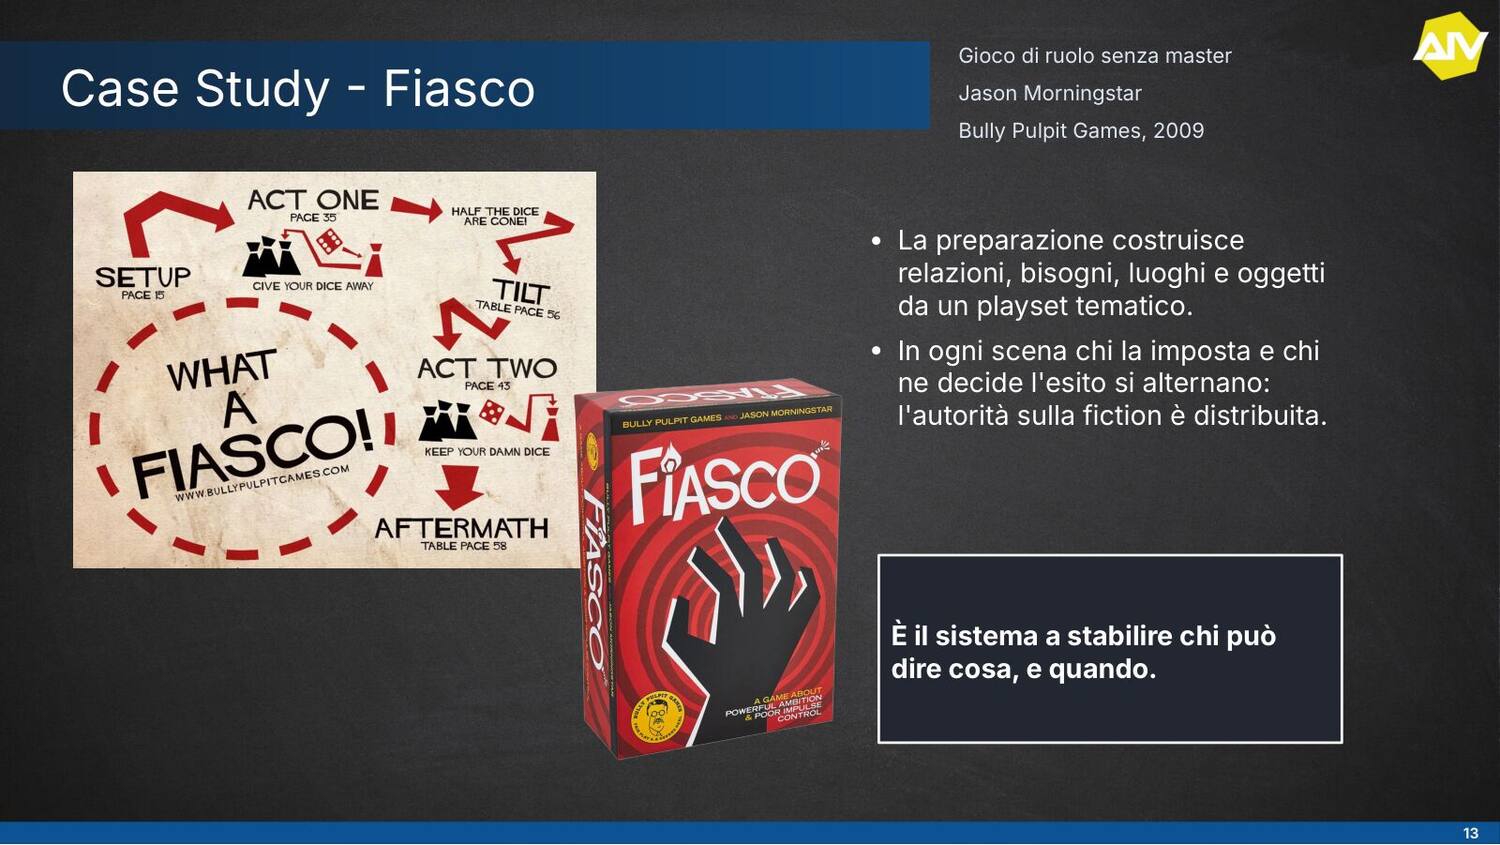 Case Study - Fiasco
Gioco di ruolo senza master
Jason Morningstar
Bully Pulpit Games, 2009
AIV
ACT ONE
PAGE 35
HALF THE DICE
ARE GONE!
SETUP
PAGE 15
GIVE YOUR DICE AWAY
TILT
TABLE PAGE 56
WHAT
A
FIASCO!
WWW.BULLYPULPITGAMES.COM
ACT TWO
PAGE 43
KEEP YOUR DAMN DICE
AFTERMATH
TABLE PAGE 58
FIASCO
BULLY PULPIT GAMES AND JASON MORNINGSTAR
FIASCO
FIASCO
A GAME ABOUT
POWERFUL AMBITION
& POOR IMPULSE
CONTROL
BULLY PULPIT GAMES
• La preparazione costruisce
relazioni, bisogni, luoghi e oggetti
da un playset tematico.
• In ogni scena chi la imposta e chi
ne decide l'esito si alternano:
l'autorità sulla fiction è distribuita.
È il sistema a stabilire chi può
dire cosa, e quando.
13